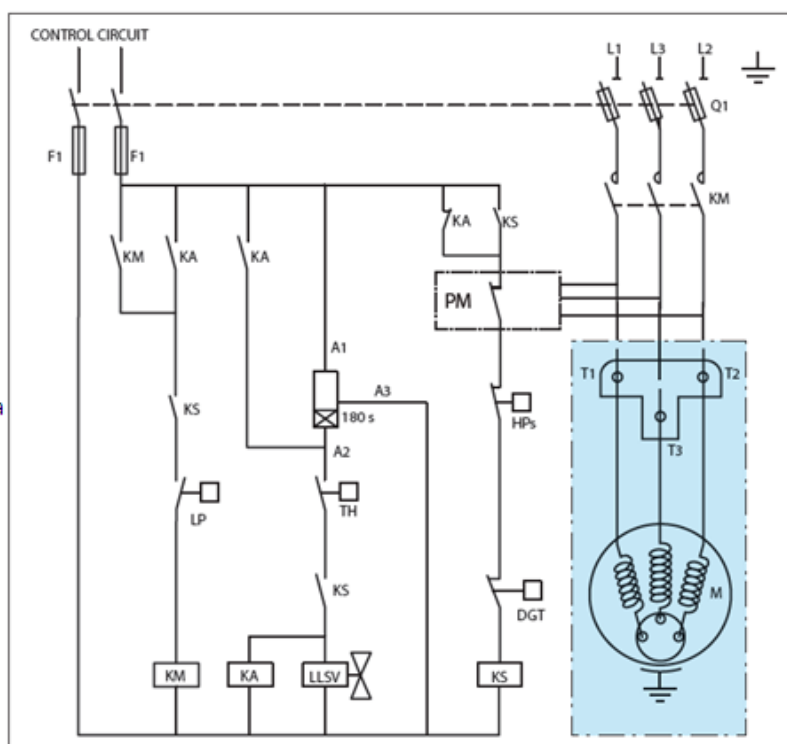 CONTROL CIRCUIT
L1 L3 L2
Q1
F1 F1
KM
KA KS
KM KA KA
PM
A1
A3
T1 T2
180 s
KS
HPs
A2
T3
LP
TH
KS
M
DGT
KM KA LLSV KS